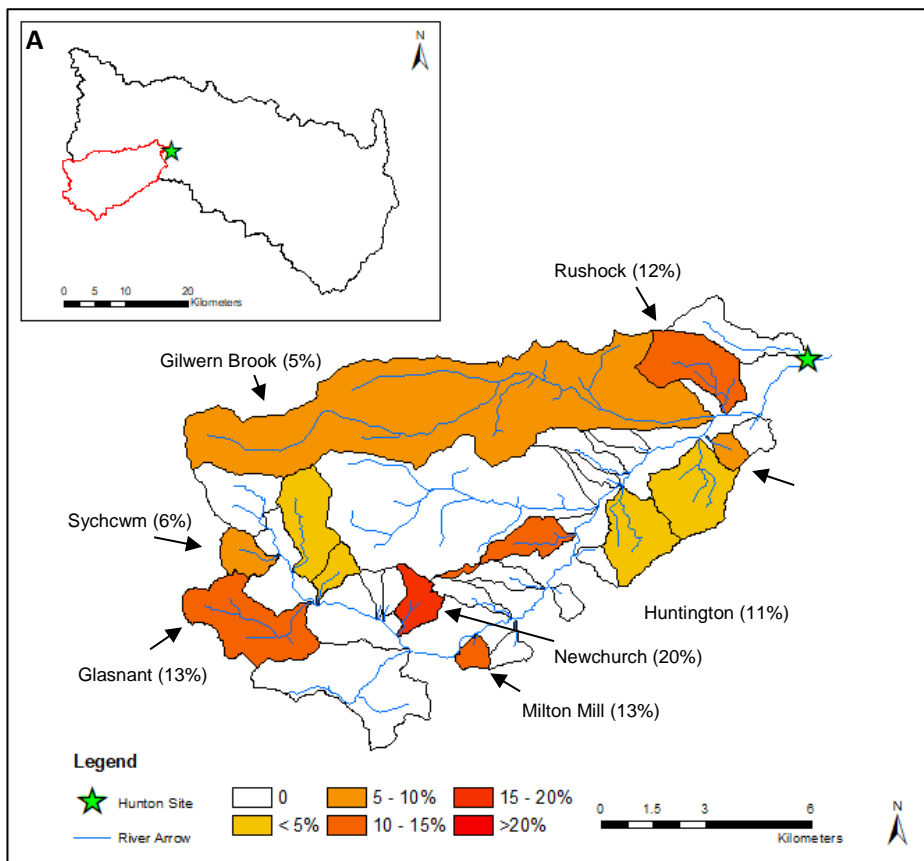 A
N
0 5 10 20
Kilometers
Rushock (12%)
Gilwern Brook (5%)
Sychcwm (6%)
Huntington (11%)
Newchurch (20%)
Glasnant (13%)
Milton Mill (13%)
Legend
Hunton Site
River Arrow
0
< 5%
5 - 10%
10 - 15%
15 - 20%
>20%
0 1.5 3 6
Kilometers
N